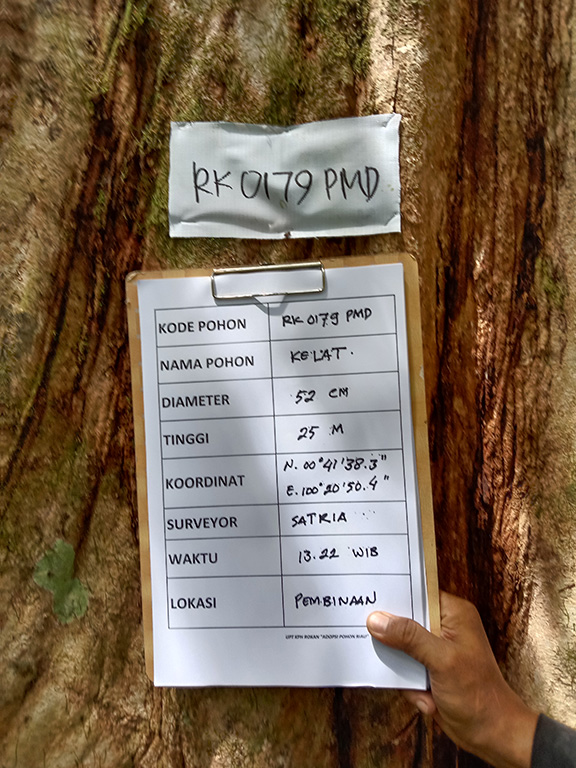 RK 0179 PMD
KODE POHON RK 0179 PMD
NAMA POHON KELAT.
DIAMETER 52 CM
TINGGI 25 M
KOORDINAT N. 00°41'38.3"
E. 100°20'50.4"
SURVEYOR SATRIA
WAKTU 13.22 WIB
LOKASI PEMBINAAN
UPT KPH ROKAN "ADOPSI POHON RIAU"